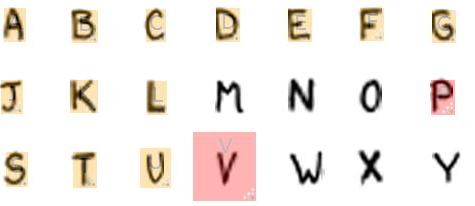 A B C D E F G
J K L M N O P
S T U V W X Y